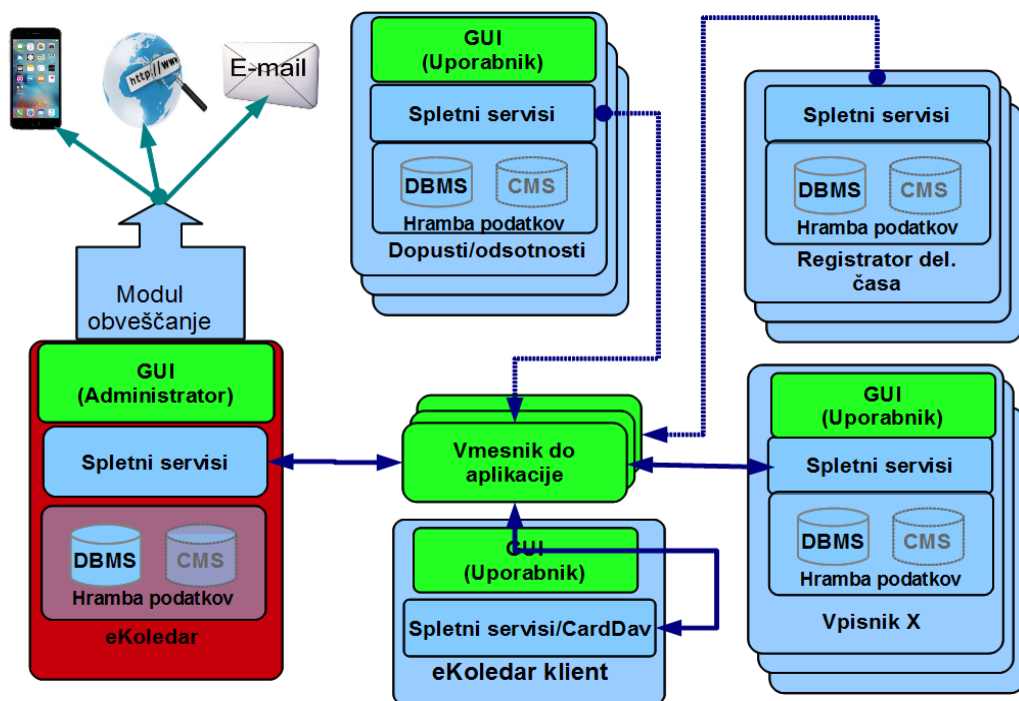 http://www
E-mail
Modul
obveščanje
GUI
(Administrator)
Spletni servisi
DBMS
CMS
Hramba podatkov
eKoledar
GUI
(Uporabnik)
Spletni servisi
DBMS
CMS
Hramba podatkov
Dopusti/odsotnosti
Spletni servisi
DBMS
CMS
Hramba podatkov
Registrator del.
časa
Vmesnik do
aplikacije
GUI
(Uporabnik)
Spletni servisi/CardDav
eKoledar klient
GUI
(Uporabnik)
Spletni servisi
DBMS
CMS
Hramba podatkov
Vpisnik X